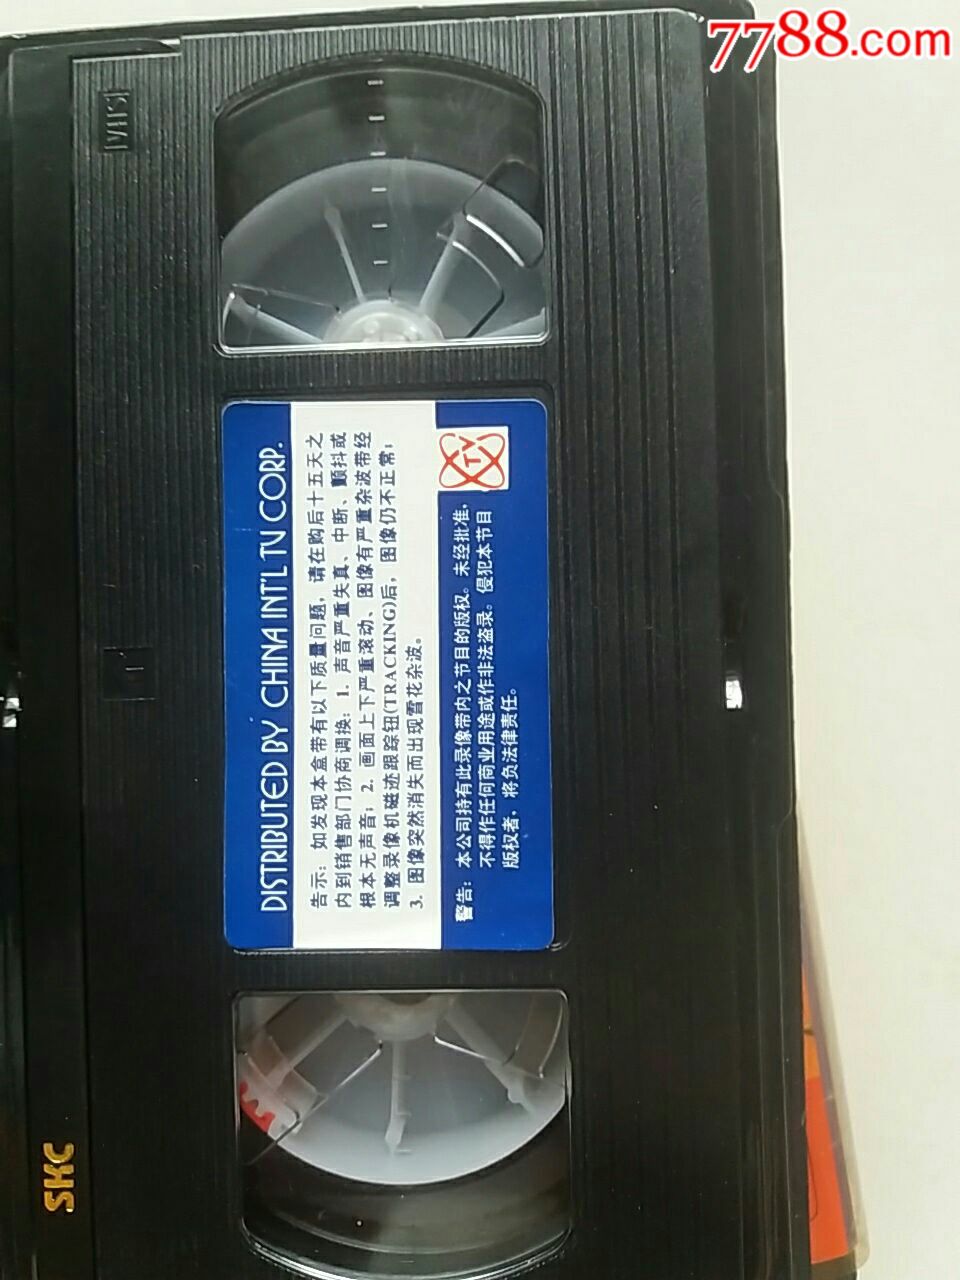 7788.com
VHS
DISTRIBUTED BY CHINA INT'L TV CORP.
告示：如发现本盒带有以下质量问题，请在购后十五天之
内到销售部门协商调换：1. 声音严重失真、中断、颤抖或
根本无声音；2. 画面上下严重滚动、图像有严重杂波带经
调整录像机磁迹跟踪钮(TRACKING)后，图像仍不正常；
3. 图像突然消失而出现雪花杂波。
TV
警告：本公司持有此录像带内之节目的版权。未经批准，
不得作任何商业用途或作非法盗录。侵犯本节目
版权者，将负法律责任。
SKC